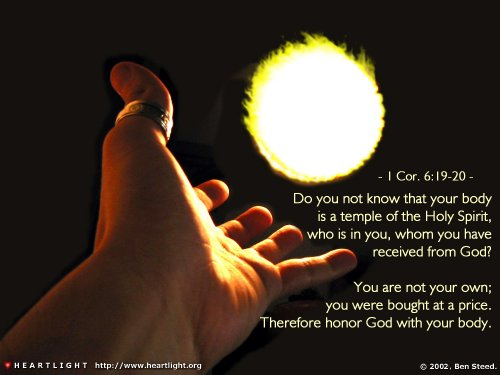 - 1 Cor. 6:19-20 -
Do you not know that your body
is a temple of the Holy Spirit,
who is in you, whom you have
received from God?
You are not your own;
you were bought at a price.
Therefore honor God with your body.
HEARTLIGHT http://www.heartlight.org
© 2002, Ben Steed.